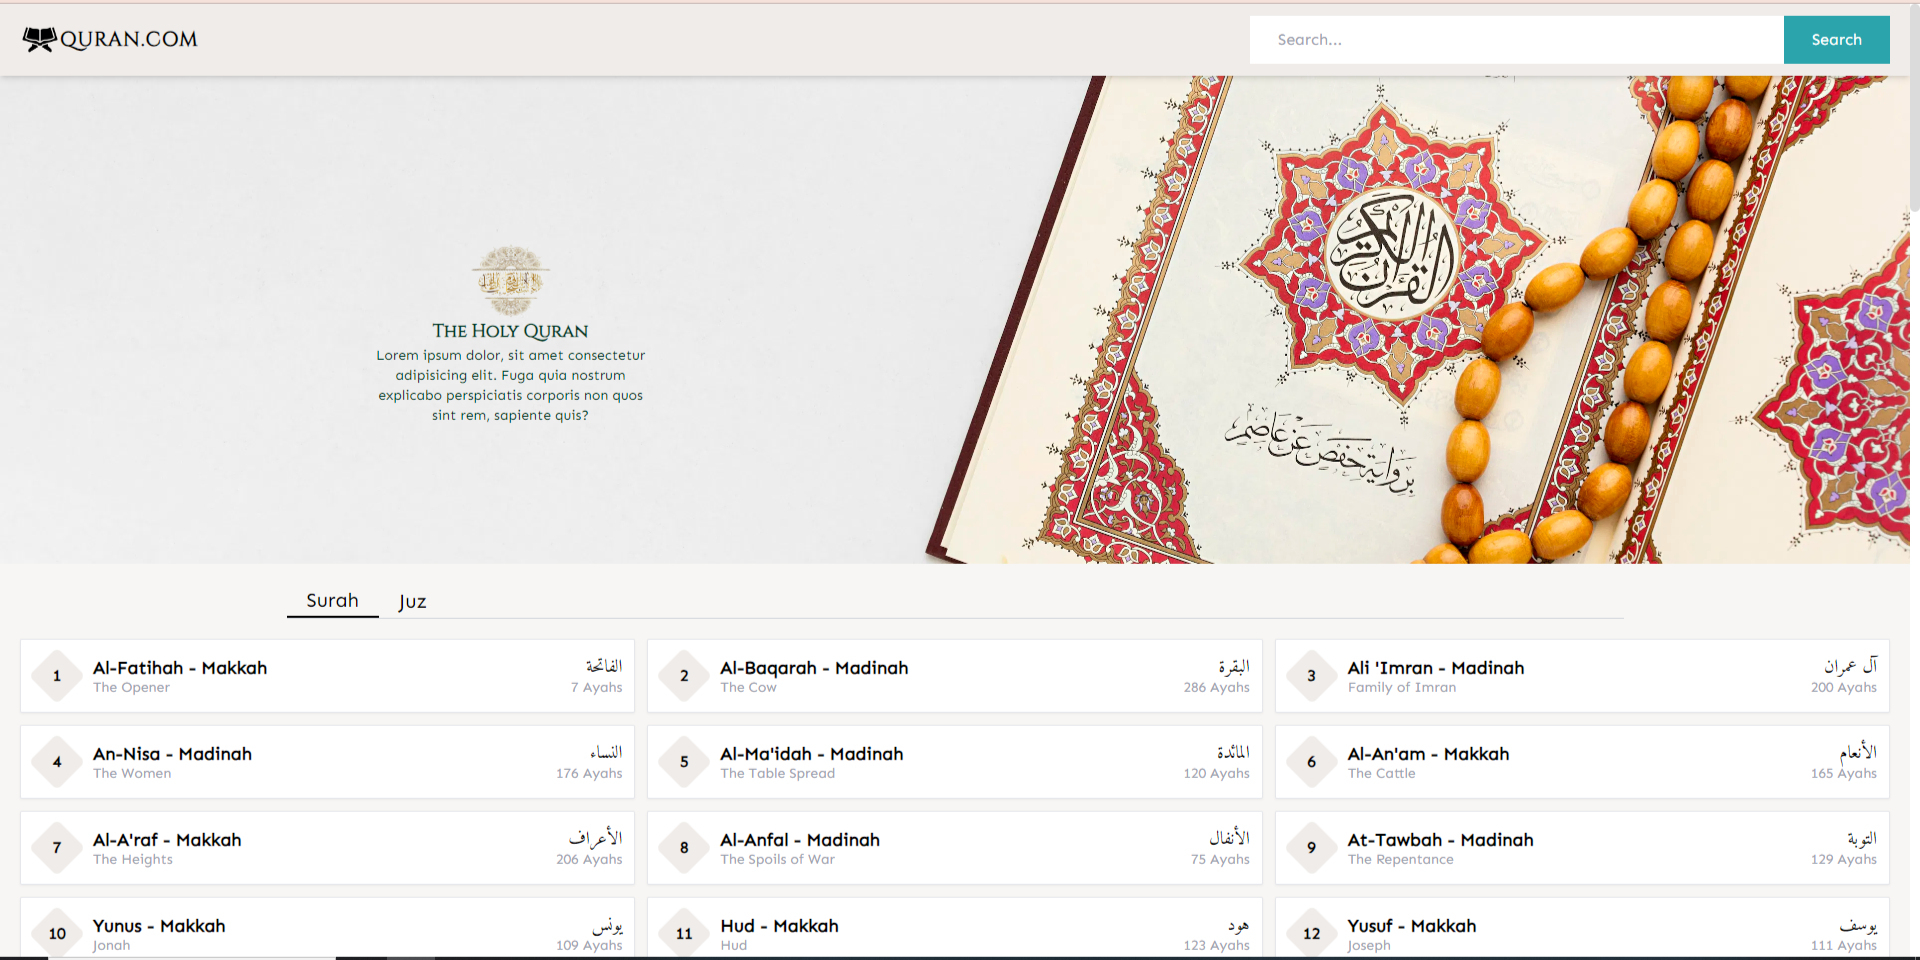 QURAN.COM
Search...
Search
القرآن الكريم
برواية حفص عن عاصم
THE HOLY QURAN
Lorem ipsum dolor, sit amet consectetur
adipisicing elit. Fuga quia nostrum
explicabo perspiciatis corporis non quos
sint rem, sapiente quis?
Surah
Juz
1
Al-Fatihah - Makkah
الفاتحة
The Opener
7 Ayahs
2
Al-Baqarah - Madinah
البقرة
The Cow
286 Ayahs
3
Ali 'Imran - Madinah
آل عمران
Family of Imran
200 Ayahs
4
An-Nisa - Madinah
النساء
The Women
176 Ayahs
5
Al-Ma'idah - Madinah
المائدة
The Table Spread
120 Ayahs
6
Al-An'am - Makkah
الأنعام
The Cattle
165 Ayahs
7
Al-A'raf - Makkah
الأعراف
The Heights
206 Ayahs
8
Al-Anfal - Madinah
الأنفال
The Spoils of War
75 Ayahs
9
At-Tawbah - Madinah
التوبة
The Repentance
129 Ayahs
10
Yunus - Makkah
يونس
Jonah
109 Ayahs
11
Hud - Makkah
هود
Hud
123 Ayahs
12
Yusuf - Makkah
يوسف
Joseph
111 Ayahs